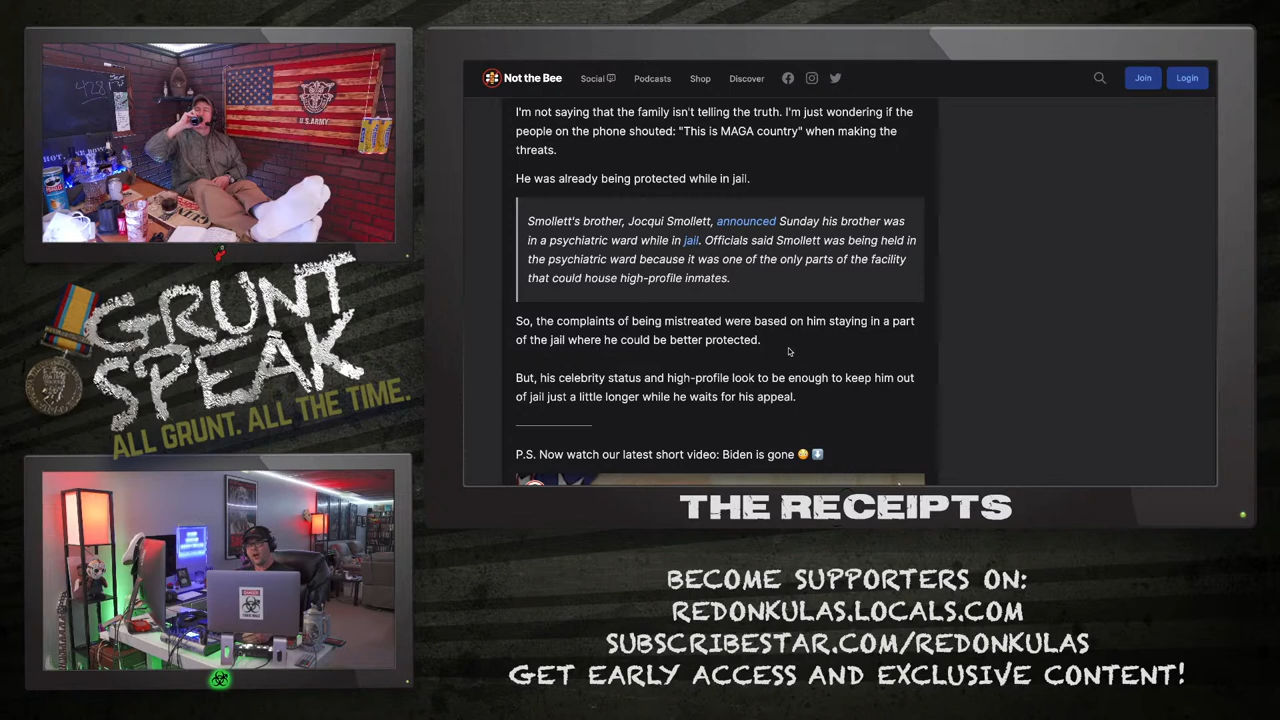 Not the Bee
Social
Podcasts
Shop
Discover
Join
Login
I'm not saying that the family isn't telling the truth. I'm just wondering if the
people on the phone shouted: "This is MAGA country" when making the
threats.
He was already being protected while in jail.
Smollett's brother, Jocqui Smollett, announced Sunday his brother was
in a psychiatric ward while in jail. Officials said Smollett was being held in
the psychiatric ward because it was one of the only parts of the facility
that could house high-profile inmates.
So, the complaints of being mistreated were based on him staying in a part
of the jail where he could be better protected.
But, his celebrity status and high-profile look to be enough to keep him out
of jail just a little longer while he waits for his appeal.
P.S. Now watch our latest short video: Biden is gone
U.S. ARMY
GRUNT
SPEAK
ALL GRUNT. ALL THE TIME.
DANGER
THE RECEIPTS
BECOME SUPPORTERS ON:
REDONKULAS.LOCALS.COM
SUBSCRIBESTAR.COM/REDONKULAS
GET EARLY ACCESS AND EXCLUSIVE CONTENT!